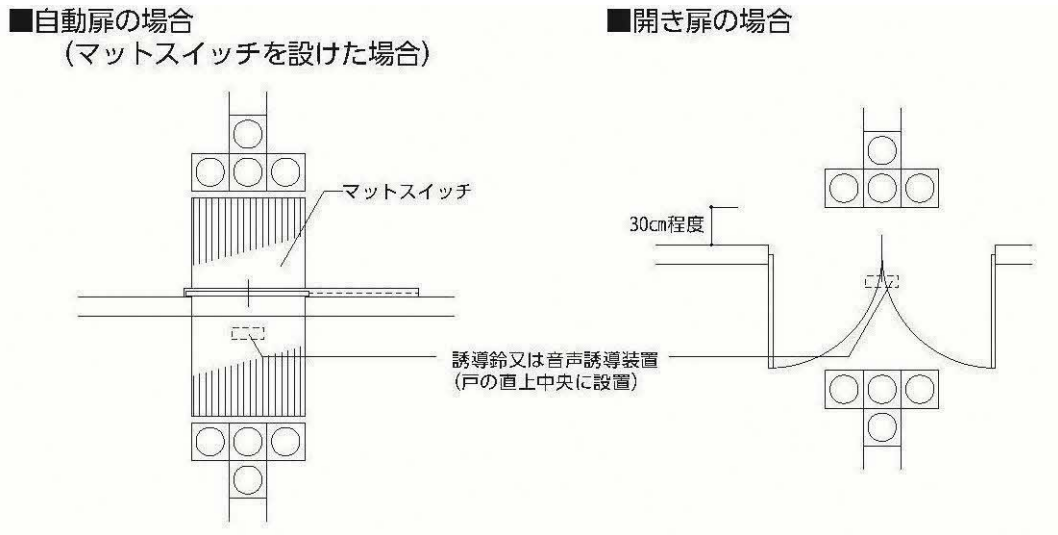 ■自動扉の場合
(マットスイッチを設けた場合)
■開き扉の場合
マットスイッチ
30cm程度
誘導鈴又は音声誘導装置
(戸の直上中央に設置)